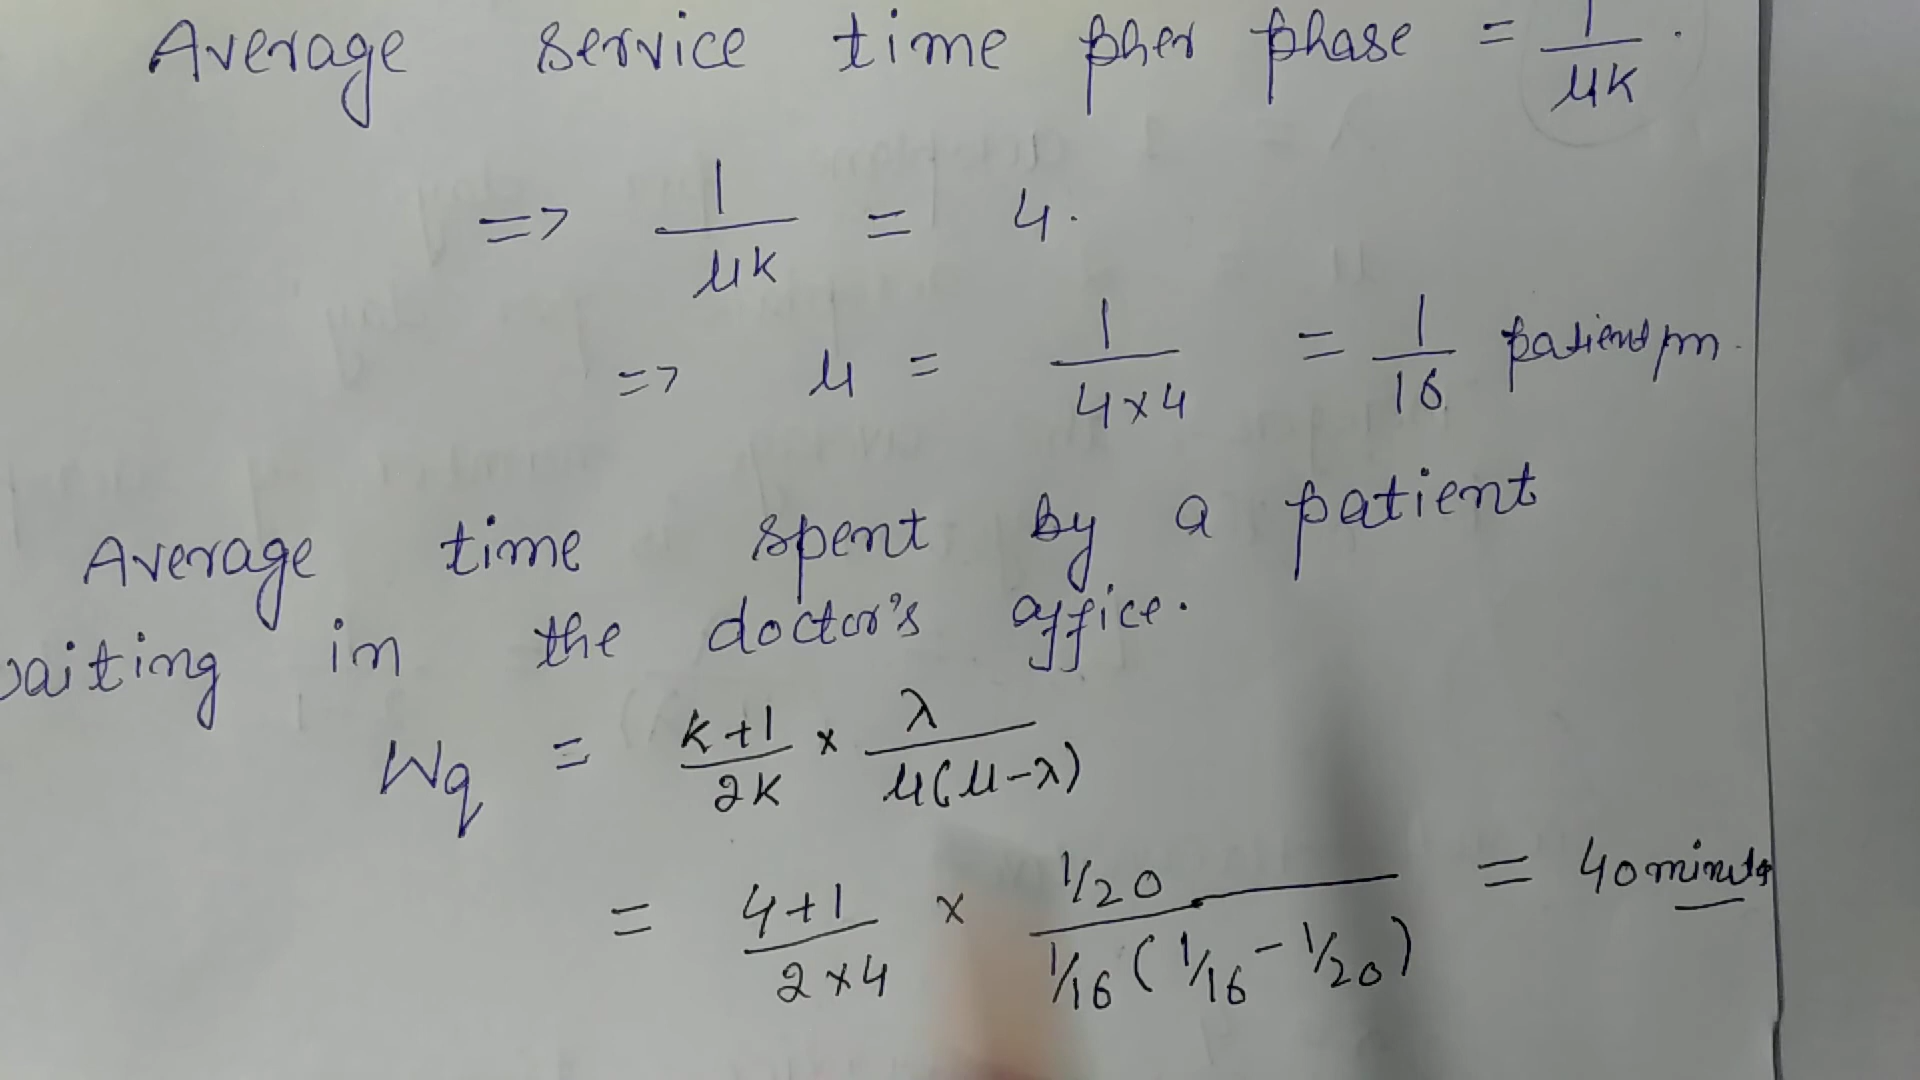 Average service time pher phase = 1/μk.
=> 1/μk = 4.
=> μ = 1/4×4 = 1/16 patient pm.
Average time spent by a patient
waiting in the doctor's office.
Wq = k+1/2k × λ/μ(μ-λ)
= 4+1/2×4 × 1/20/1/16(1/16-1/20) = 40 minutes